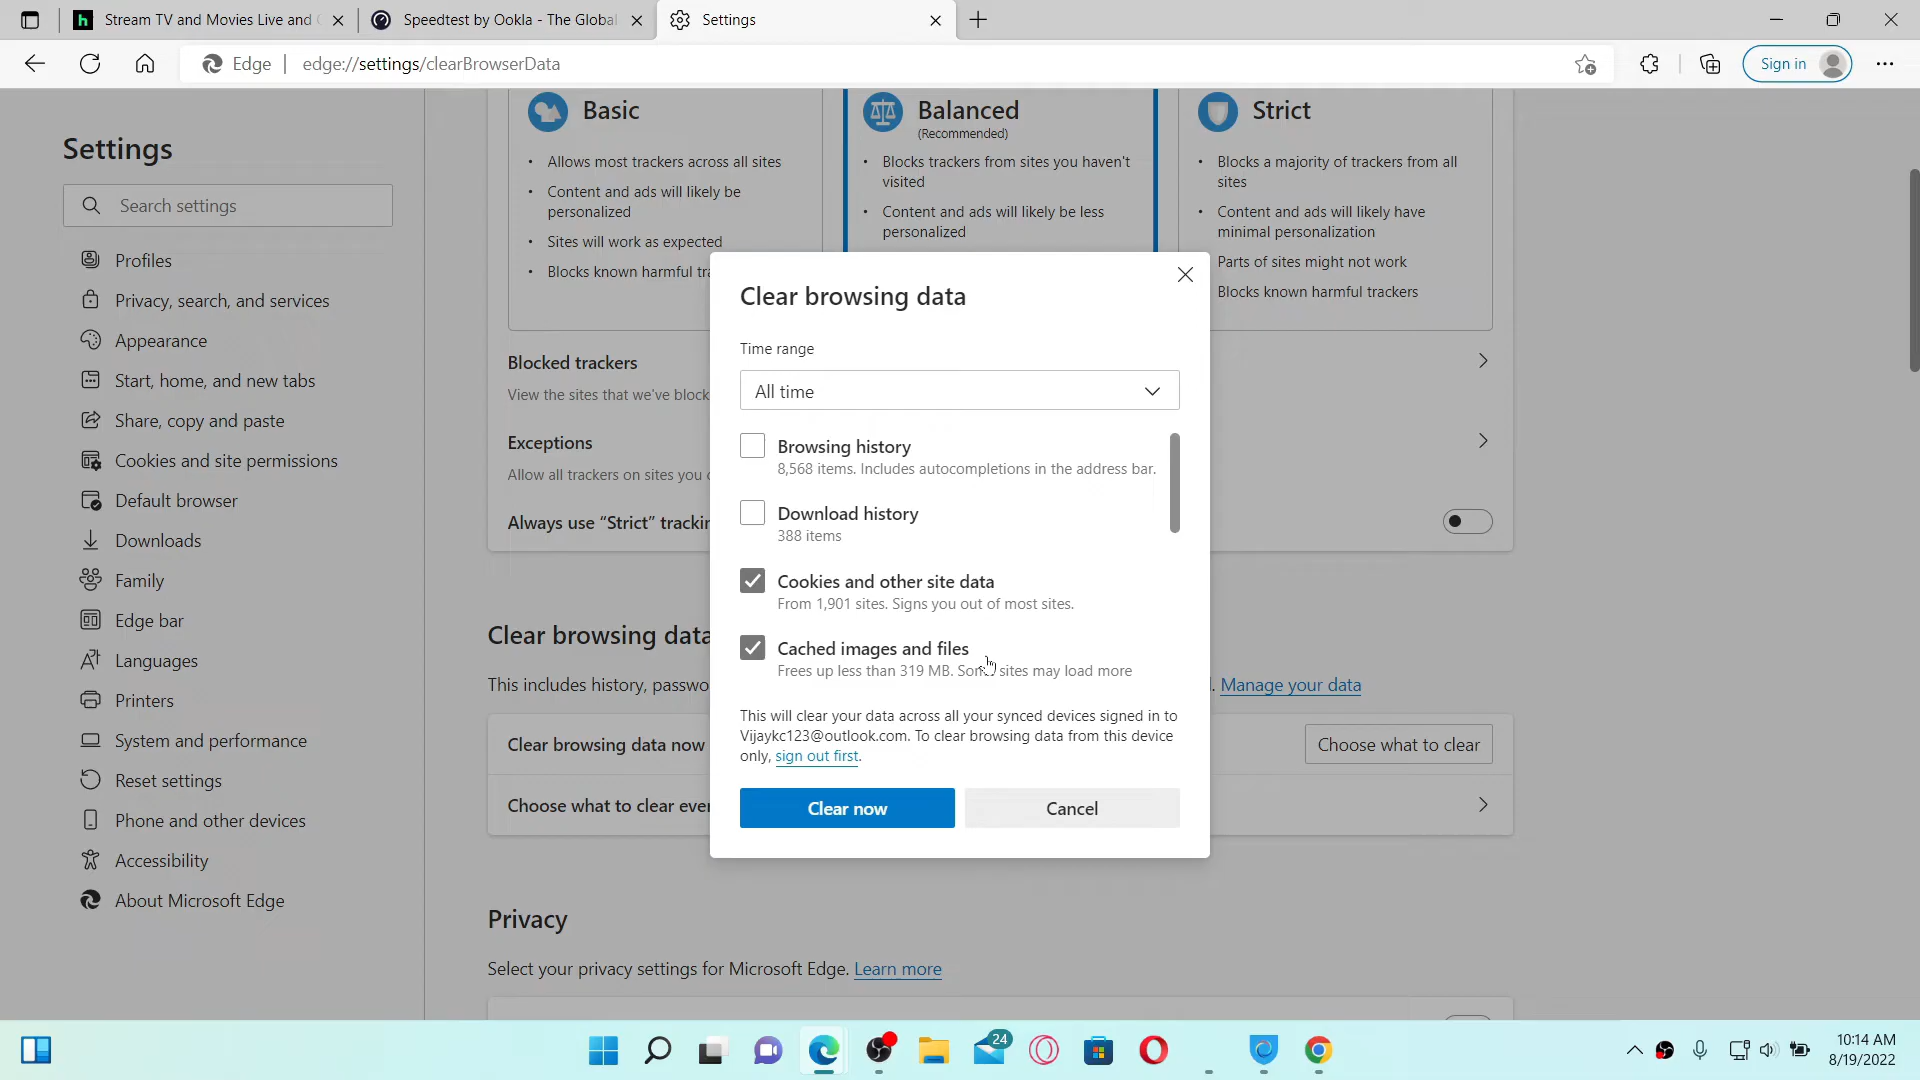 Stream TV and Movies Live and
Speedtest by Ookla - The Global
Settings
Edge
edge://settings/clearBrowserData
Sign in
Settings
Search settings
Profiles
Privacy, search, and services
Appearance
Start, home, and new tabs
Share, copy and paste
Cookies and site permissions
Default browser
Downloads
Family
Edge bar
Languages
Printers
System and performance
Reset settings
Phone and other devices
Accessibility
About Microsoft Edge
Basic
• Allows most trackers across all sites
• Content and ads will likely be
personalized
• Sites will work as expected
• Blocks known harmful
Balanced
(Recommended)
• Blocks trackers from sites you haven't
visited
• Content and ads will likely be less
personalized
Strict
• Blocks a majority of trackers from all
sites
• Content and ads will likely have
minimal personalization
Parts of sites might not work
Blocks known harmful trackers
Blocked trackers
View the sites that we've block
Exceptions
Allow all trackers on sites you
Always use “Strict”
Clear browsing data
This includes history,
. Manage your data
Clear browsing data now
Choose what to clear
Choose what to clear
Privacy
Select your privacy settings for Microsoft Edge. Learn more
Clear browsing data
Time range
All time
Browsing history
8,568 items. Includes autocompletions in the address bar.
Download history
388 items
Cookies and other site data
From 1,901 sites. Signs you out of most sites.
Cached images and files
Frees up less than 319 MB. Some sites may load more
This will clear your data across all your synced devices signed in to
Vijaykc123@outlook.com. To clear browsing data from this device
only, sign out first.
Clear now
Cancel
24
10:14 AM
8/19/2022